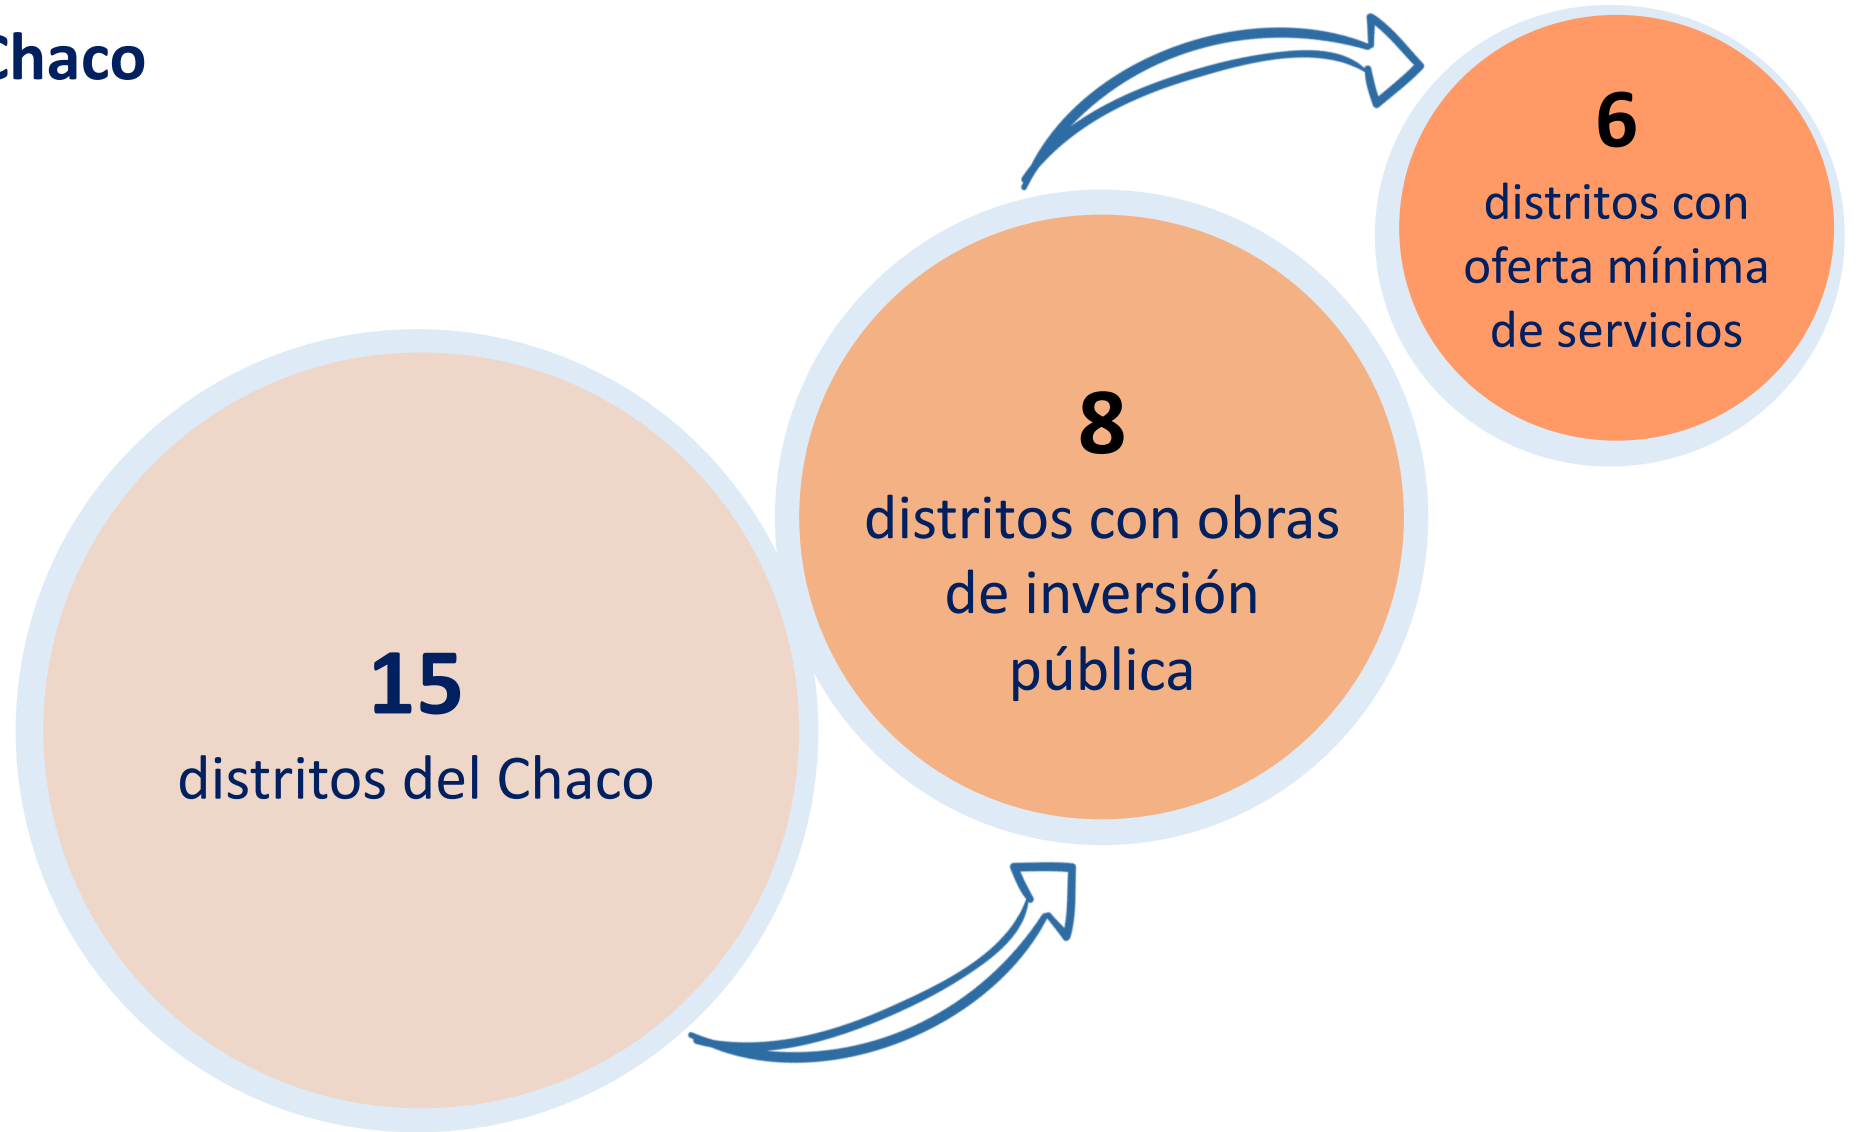 Chaco
6
distritos con
oferta mínima
de servicios
8
distritos con obras
de inversión
pública
15
distritos del Chaco